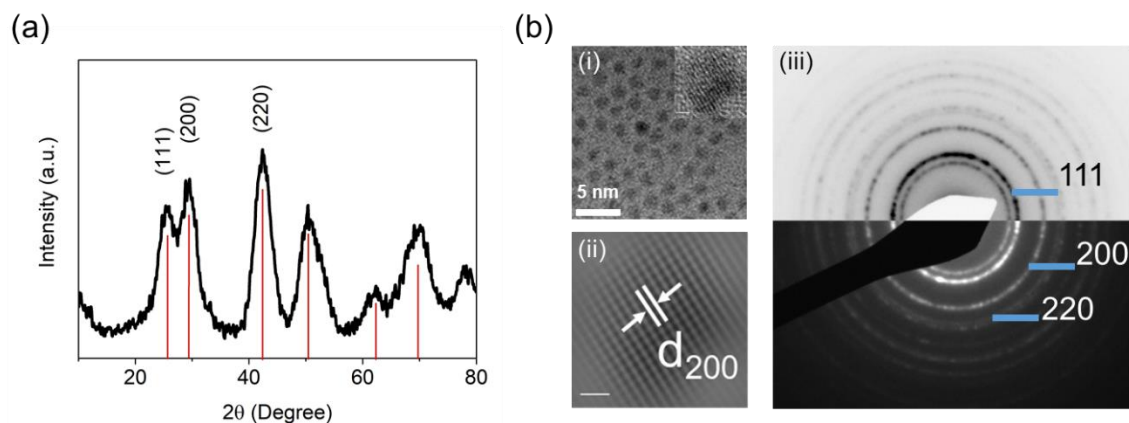 (a)
(111)
(200)
(220)
Intensity (a.u.)
20
40
60
80
2θ (Degree)
(b)
(i)
5 nm
(ii)
d200
(iii)
111
200
220